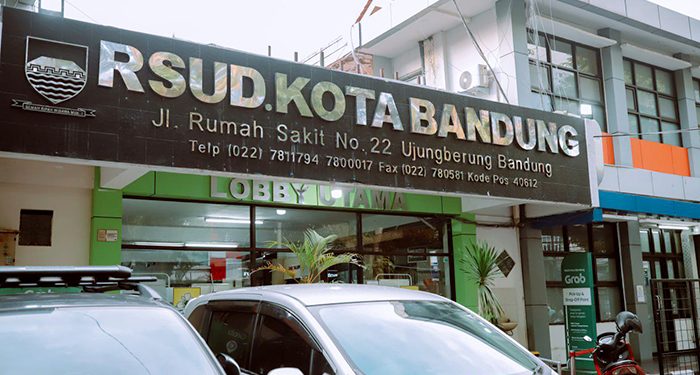 RSUD.KOTA BANDUNG
Jl. Rumah Sakit No.22 Ujungberung Bandung
Telp (022) 7811794 7800017 Fax (022) 780581 Kode Pos 40612
LOBBY UTAMA
Grab